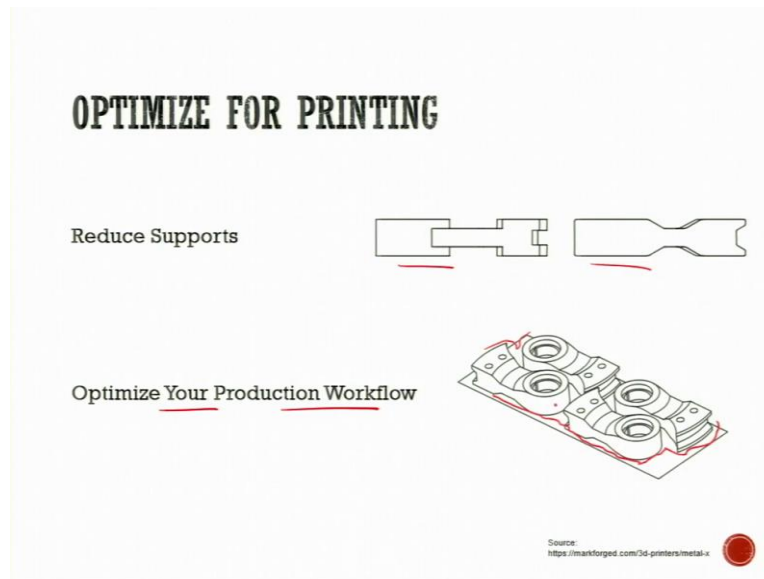 OPTIMIZE FOR PRINTING
Reduce Supports
Optimize Your Production Workflow
Source:
https://markforged.com/3d-printers/metal-x